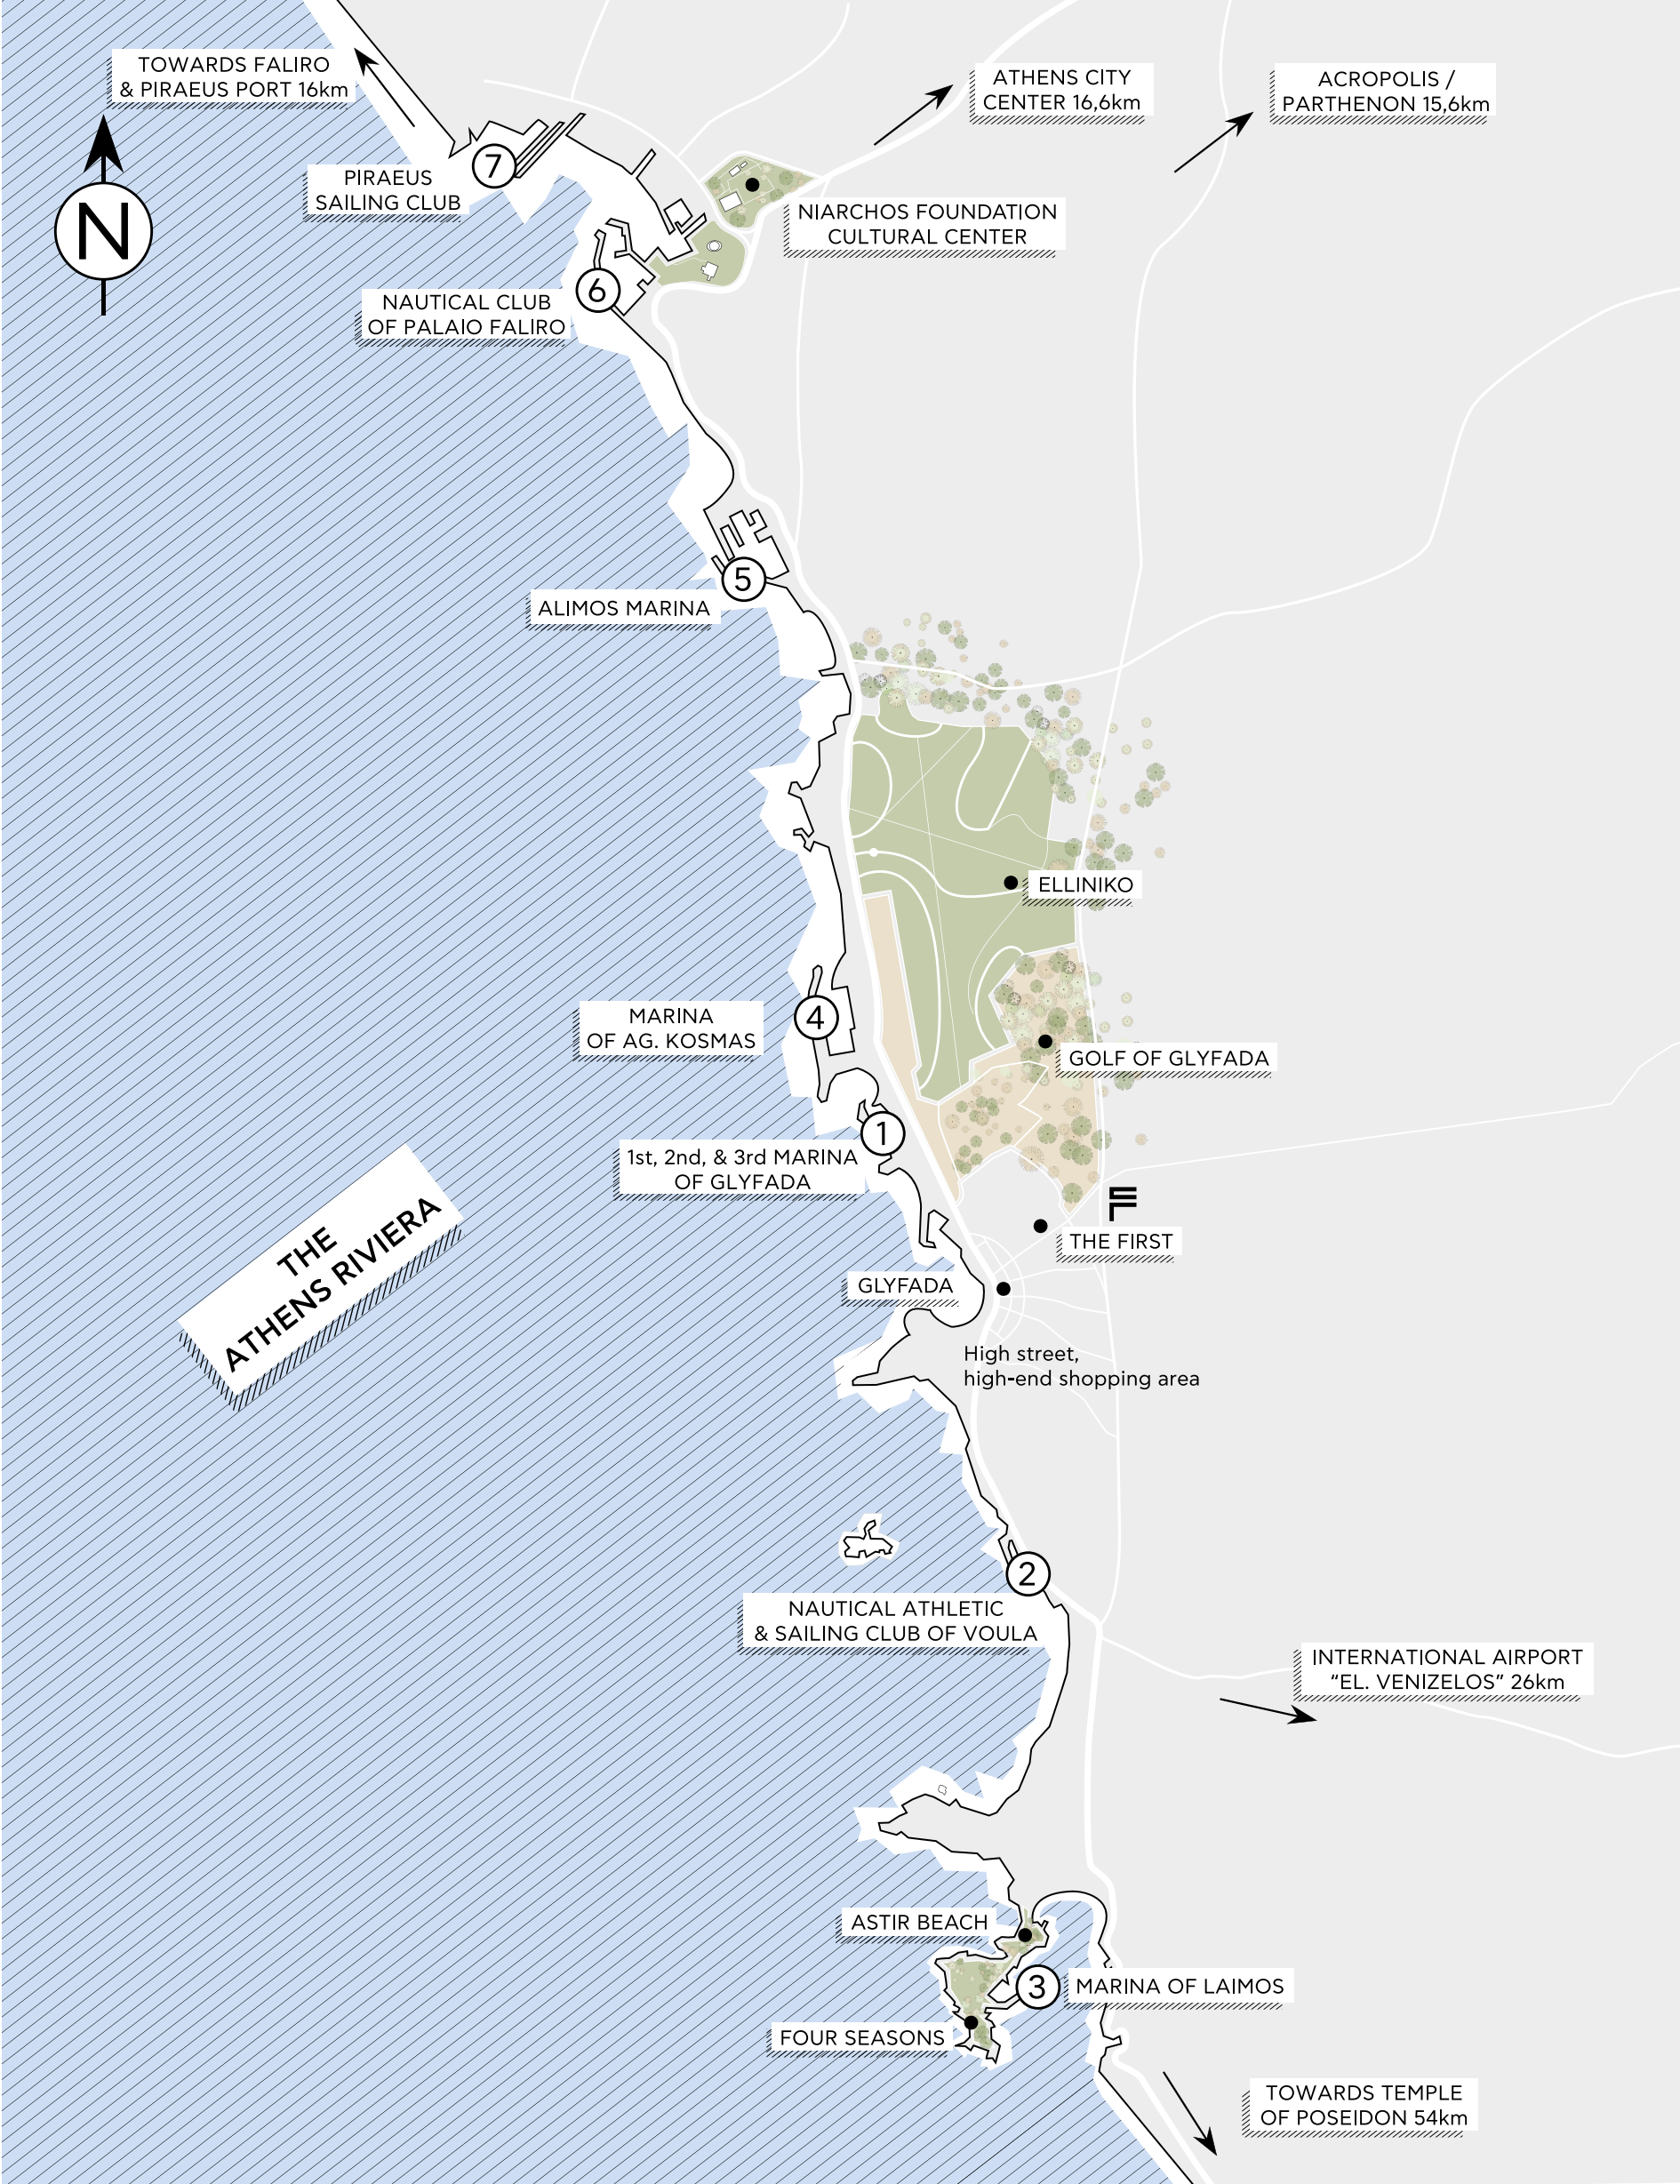 TOWARDS FALIRO
& PIRAEUS PORT 16km
ATHENS CITY
CENTER 16,6km
ACROPOLIS /
PARTHENON 15,6km
N
7
PIRAEUS
SAILING CLUB
NIARCHOS FOUNDATION
CULTURAL CENTER
6
NAUTICAL CLUB
OF PALAIO FALIRO
5
ALIMOS MARINA
ELLINIKO
4
MARINA
OF AG. KOSMAS
GOLF OF GLYFADA
1
1st, 2nd, & 3rd MARINA
OF GLYFADA
F
THE FIRST
THE
ATHENS RIVIERA
GLYFADA
High street,
high-end shopping area
2
NAUTICAL ATHLETIC
& SAILING CLUB OF VOULA
INTERNATIONAL AIRPORT
“EL. VENIZELOS” 26km
ASTIR BEACH
3
MARINA OF LAIMOS
FOUR SEASONS
TOWARDS TEMPLE
OF POSEIDON 54km